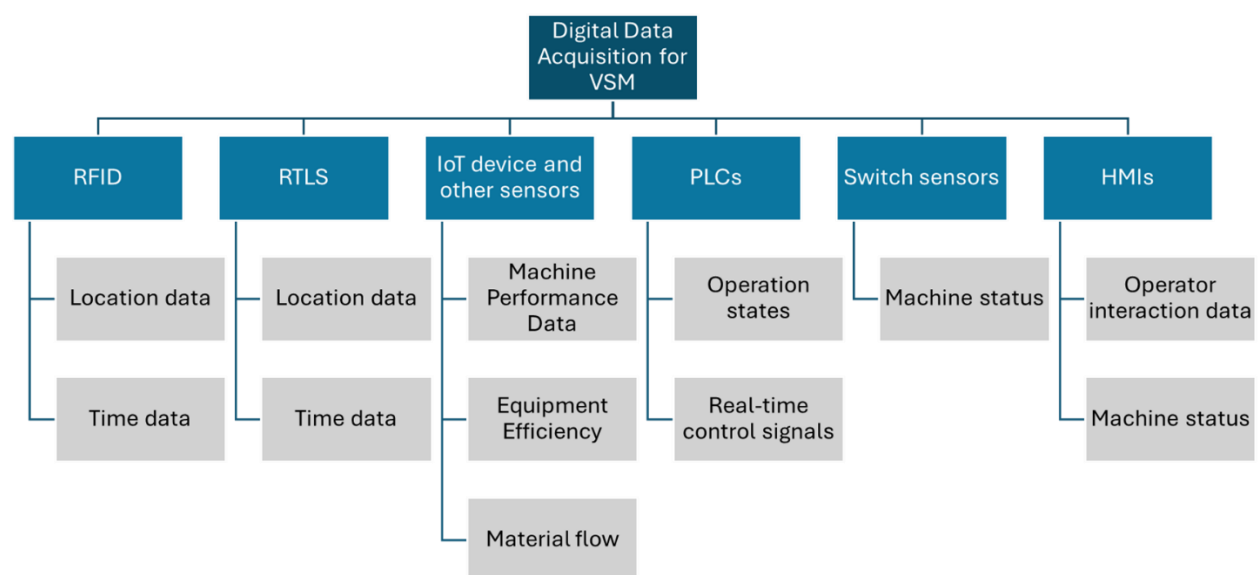 Digital Data
Acquisition for
VSM
RFID
RTLS
IoT device and
other sensors
PLCs
Switch sensors
HMIs
Location data
Location data
Machine
Performance
Data
Operation
states
Machine status
Operator
interaction data
Time data
Time data
Equipment
Efficiency
Real-time
control signals
Machine status
Material flow